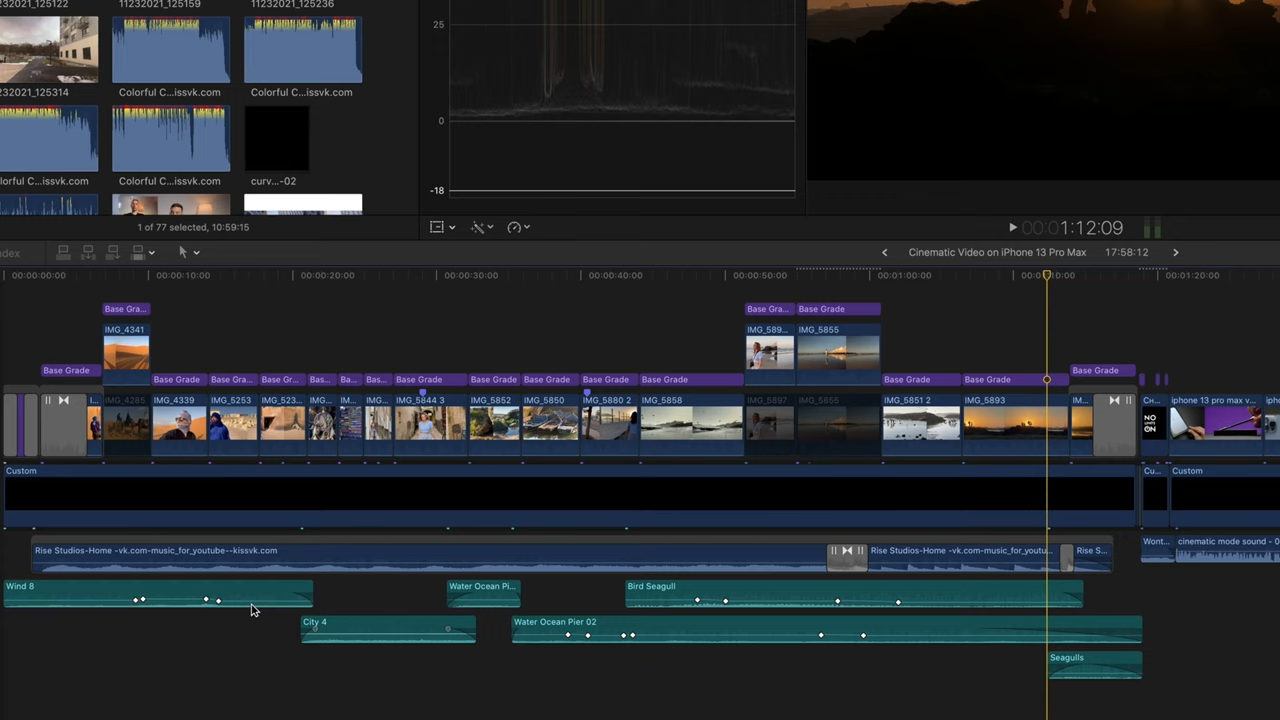 232021_125122
11232021_125159
11232021_125236
232021_125314
Colorful C...issvk.com
Colorful C...issvk.com
lorful C...issvk.com
Colorful C...issvk.com
curv...-02
25
0
-18
1 of 77 selected, 10:59:15
00:00:01:12:09
ndex
Cinematic Video on iPhone 13 Pro Max
17:58:12
00:00:00:00
00:00:10:00
00:00:20:00
00:00:30:00
00:00:40:00
00:00:50:00
00:01:00:00
00:01:10:00
00:01:20:00
Base Gra...
Base Gra...
Base Grade
IMG_4341
IMG_589...
IMG_5855
Base Grade
Base Grade
Base Grade
Base Gra...
Base Gr...
Bas...
Ba...
Bas...
Base Grade
Base Grade
Base Grade
Base Grade
Base Grade
Base Grade
Base Grade
I...
IMG_4285
IMG_4339
IMG_5253
IMG_523...
IMG...
IM...
IMG...
IMG_5844 3
IMG_5852
IMG_5850
IMG_5880 2
IMG_5858
IMG_5897
IMG_5855
IMG_5851 2
IMG_5893
IM...
CH...
iphone 13 pro max v...
iph
NO
ON
Custom
Cu...
Custom
Rise Studios-Home -vk.com-music_for_youtube--kissvk.com
Rise Studios-Home -vk.com-music_for_youtu...
Rise S...
Wont...
cinematic mode sound - 0
Wind 8
Water Ocean Pi...
Bird Seagull
City 4
Water Ocean Pier 02
Seagulls